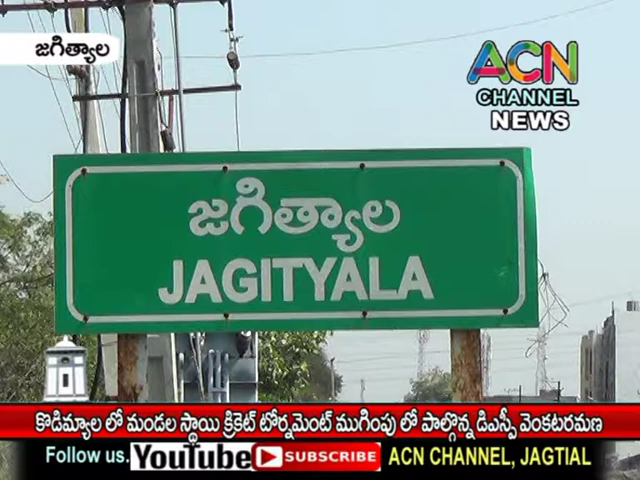 జగిత్యాల
ACN
CHANNEL
NEWS
జగిత్యాల
JAGITYALA
కొడిమ్యాల లో మండల స్థాయి క్రికెట్ టోర్నమెంట్ ముగింపు లో పాల్గొన్న డిఎస్పీ వెంకటరమణ
Follow us. YouTube SUBSCRIBE ACN CHANNEL, JAGTIAL